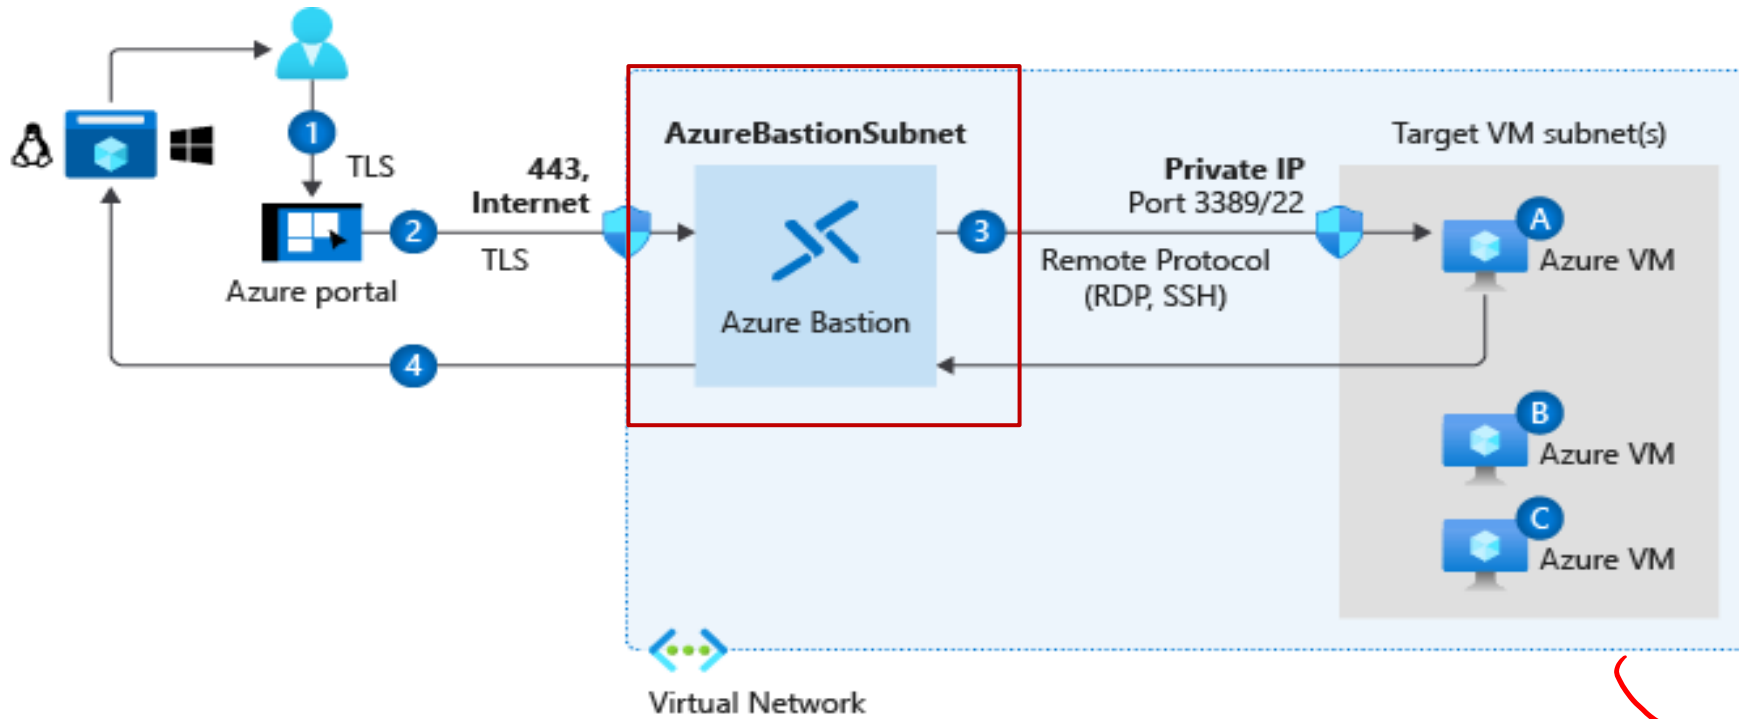 1
TLS
Azure portal
2
443,
Internet
TLS
AzureBastionSubnet
Azure Bastion
3
Private IP
Port 3389/22
Remote Protocol
(RDP, SSH)
Target VM subnet(s)
A
Azure VM
4
B
Azure VM
C
Azure VM
Virtual Network